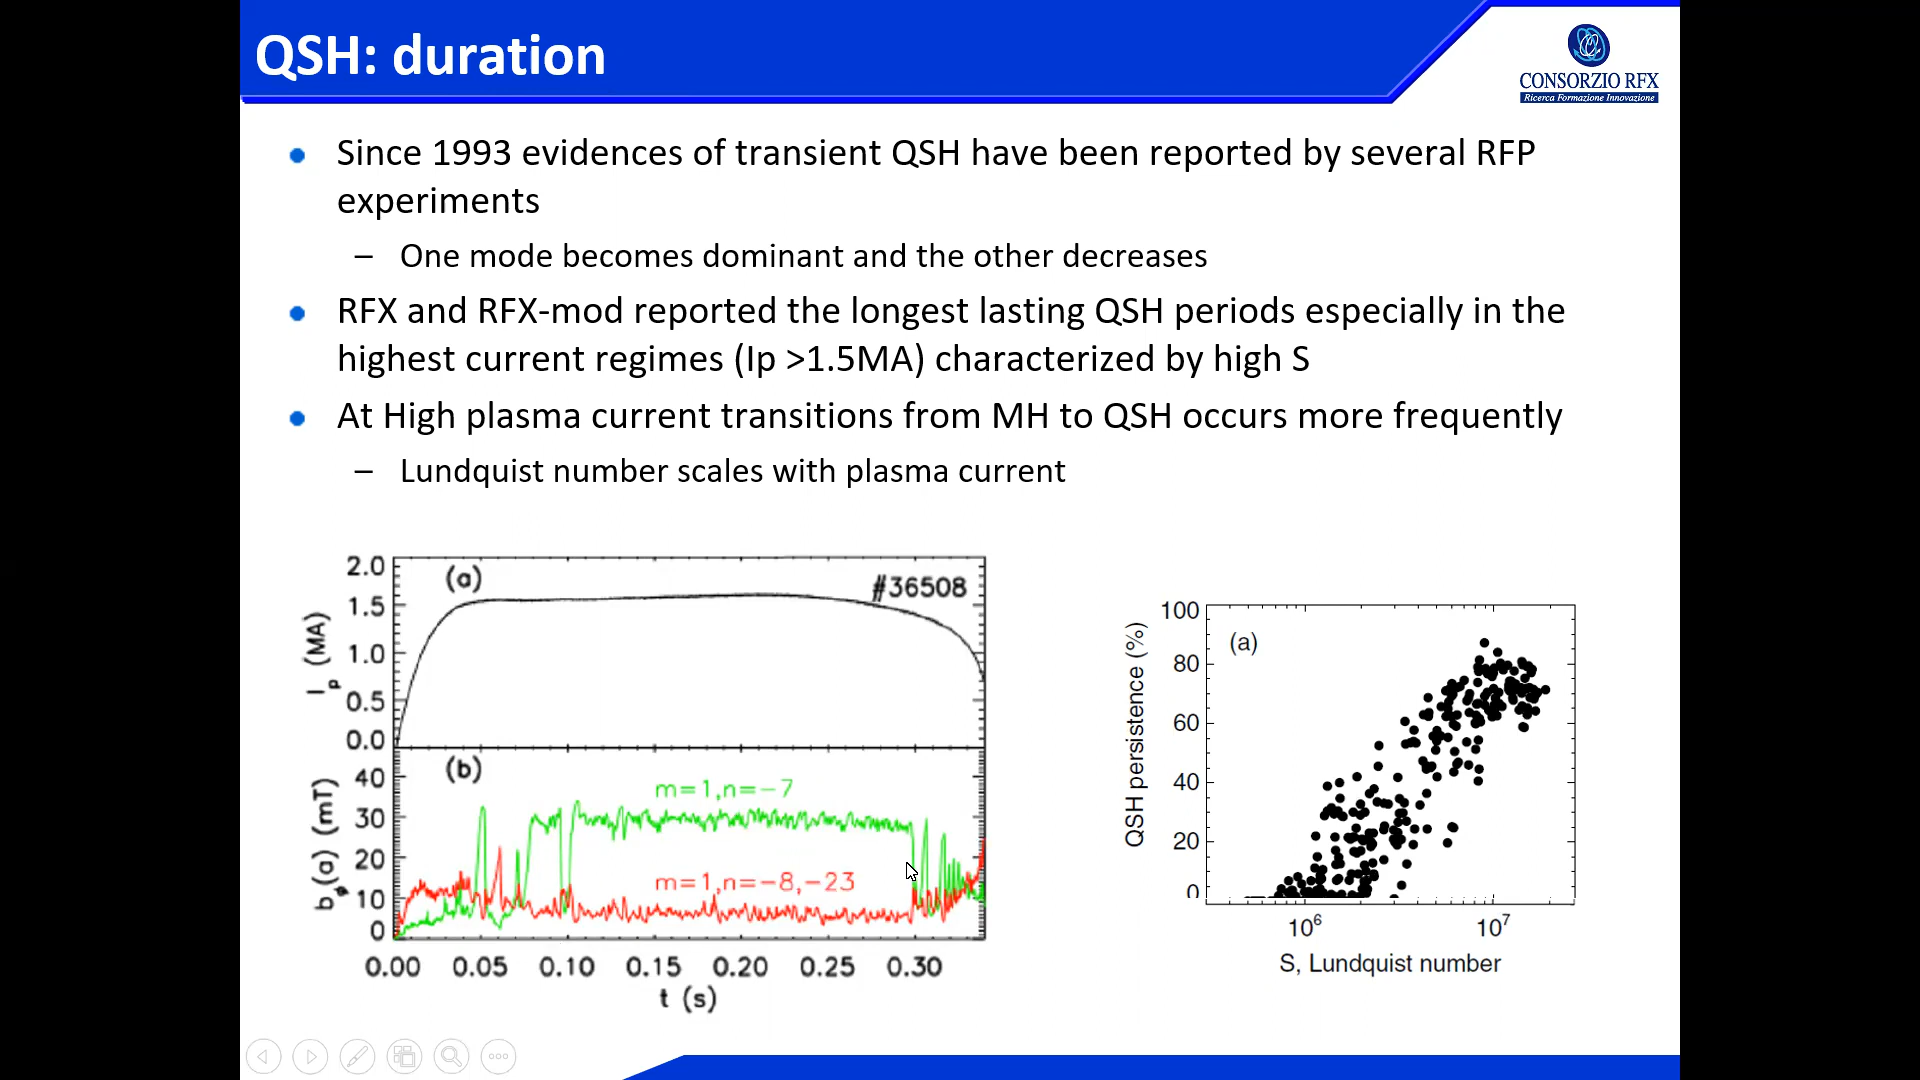 QSH: duration
CONSORZIO RFX
Ricerca Formazione Innovazione
Since 1993 evidences of transient QSH have been reported by several RFP
experiments
– One mode becomes dominant and the other decreases
RFX and RFX-mod reported the longest lasting QSH periods especially in the
highest current regimes (Ip >1.5MA) characterized by high S
At High plasma current transitions from MH to QSH occurs more frequently
– Lundquist number scales with plasma current
(a)
#36508
2.0
1.5
1.0
0.5
0.0
I_p (MA)
(b)
m=1,n=-7
m=1,n=-8,-23
40
30
20
10
0
b_ϕ(a) (mT)
0.00 0.05 0.10 0.15 0.20 0.25 0.30
t (s)
(a)
100
80
60
40
20
0
QSH persistence (%)
10⁶ 10⁷
S, Lundquist number